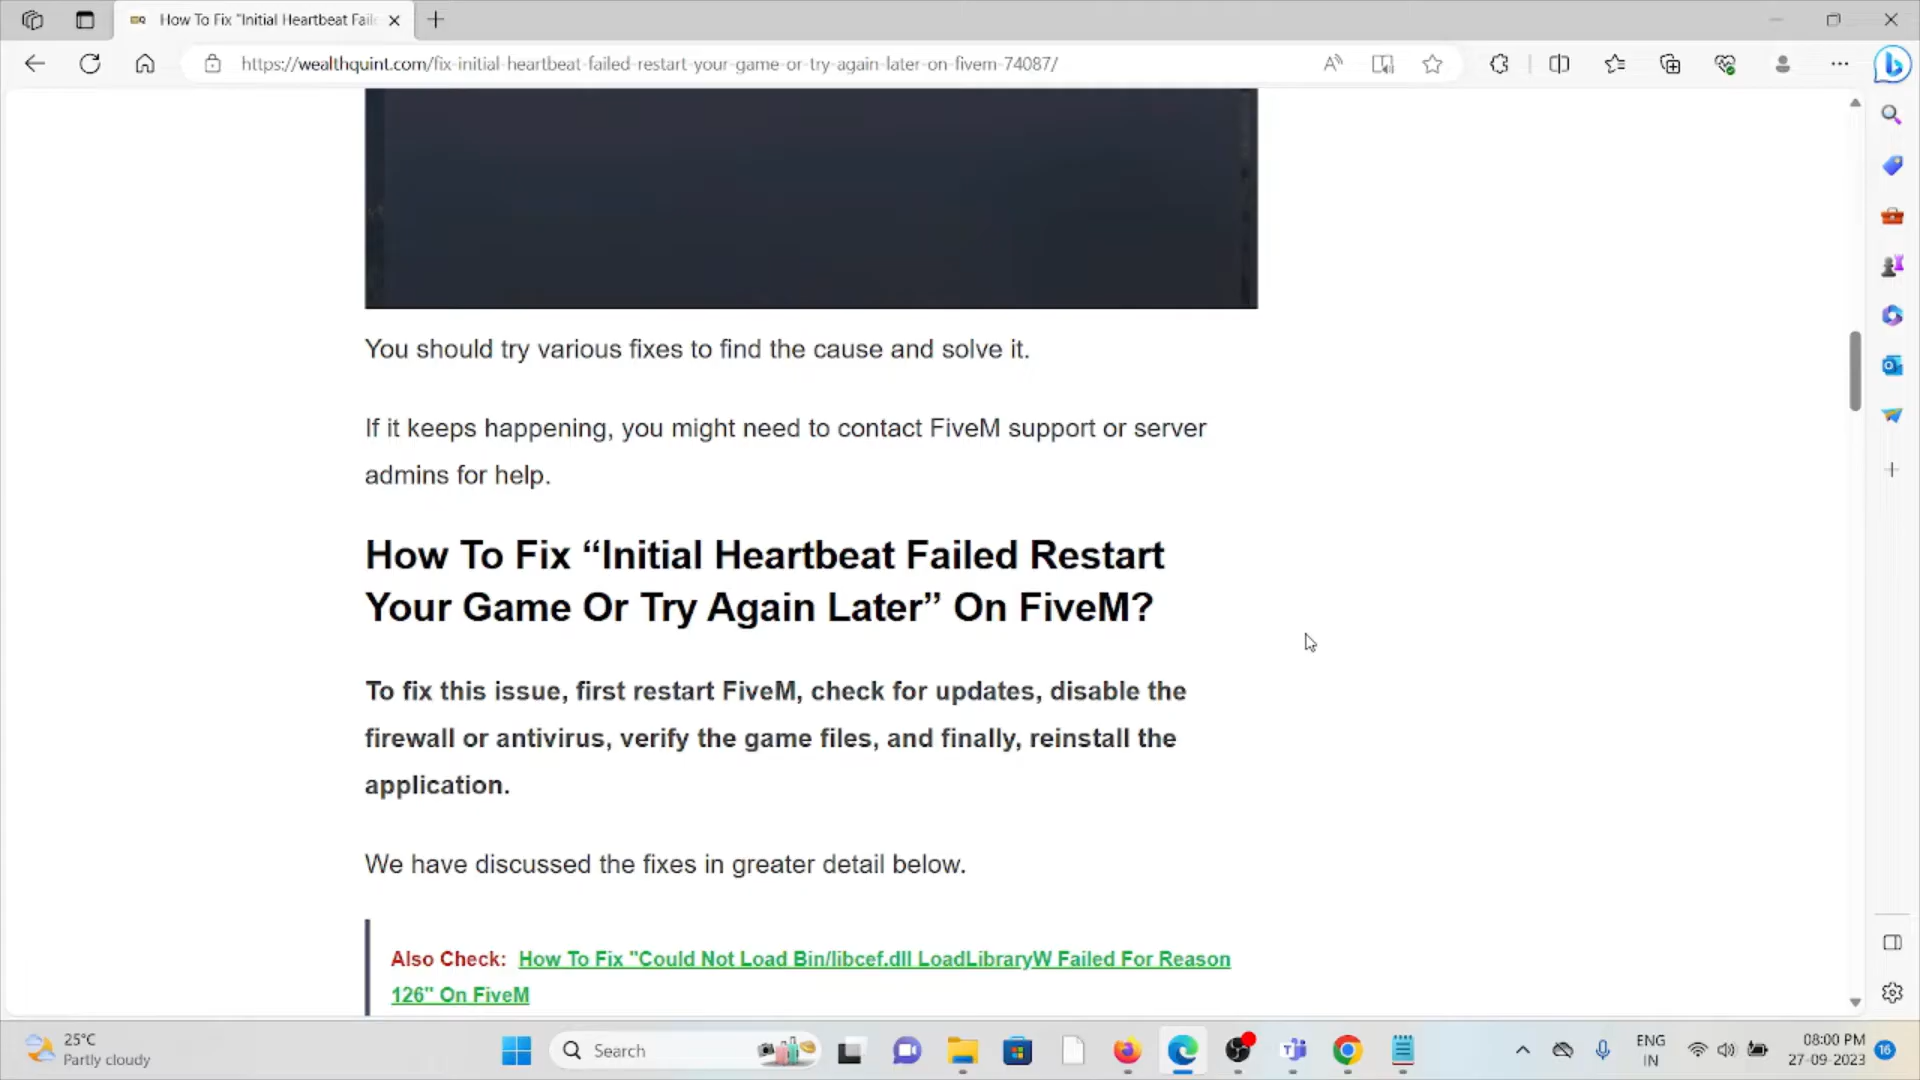 How To Fix "Initial Heartbeat Faile
https://wealthquint.com/fix-initial-heartbeat-failed-restart-your-game-or-try-again-later-on-fivem-74087/
You should try various fixes to find the cause and solve it.
If it keeps happening, you might need to contact FiveM support or server
admins for help.
How To Fix “Initial Heartbeat Failed Restart
Your Game Or Try Again Later” On FiveM?
To fix this issue, first restart FiveM, check for updates, disable the
firewall or antivirus, verify the game files, and finally, reinstall the
application.
We have discussed the fixes in greater detail below.
Also Check: How To Fix "Could Not Load Bin/libcef.dll LoadLibraryW Failed For Reason
126" On FiveM
25°C
Partly cloudy
Search
ENG
IN
08:00 PM
27-09-2023
16